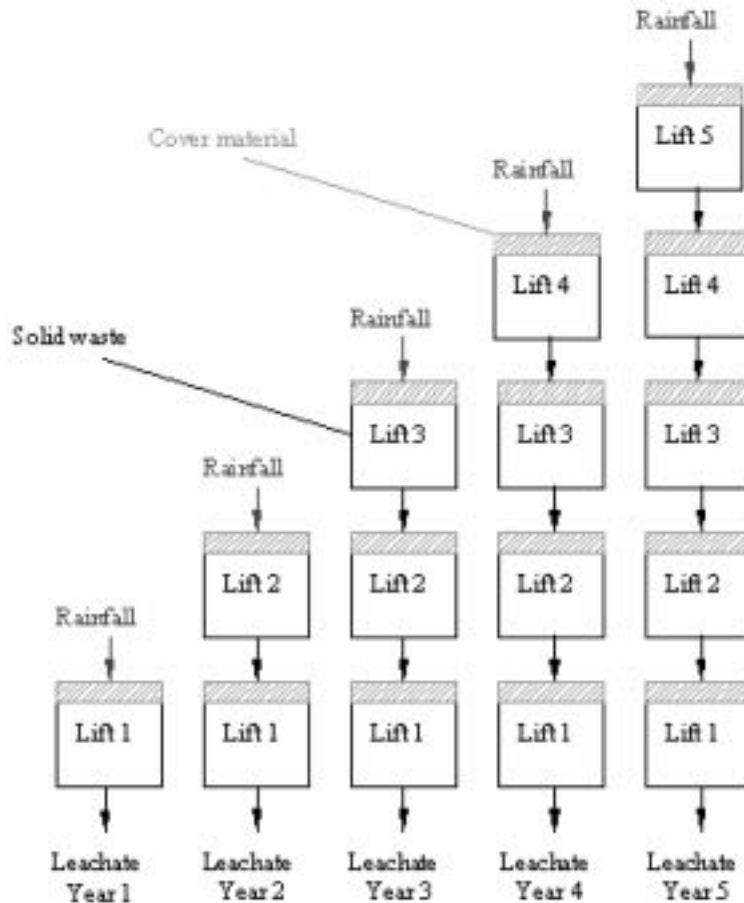 Rainfall
Lift 5
Cover material
Rainfall
Lift 4
Lift 4
Rainfall
Solid waste
Lift 3
Lift 3
Lift 3
Rainfall
Lift 2
Lift 2
Lift 2
Lift 2
Rainfall
Lift 1
Lift 1
Lift 1
Lift 1
Lift 1
Leachate
Year 1
Leachate
Year 2
Leachate
Year 3
Leachate
Year 4
Leachate
Year 5